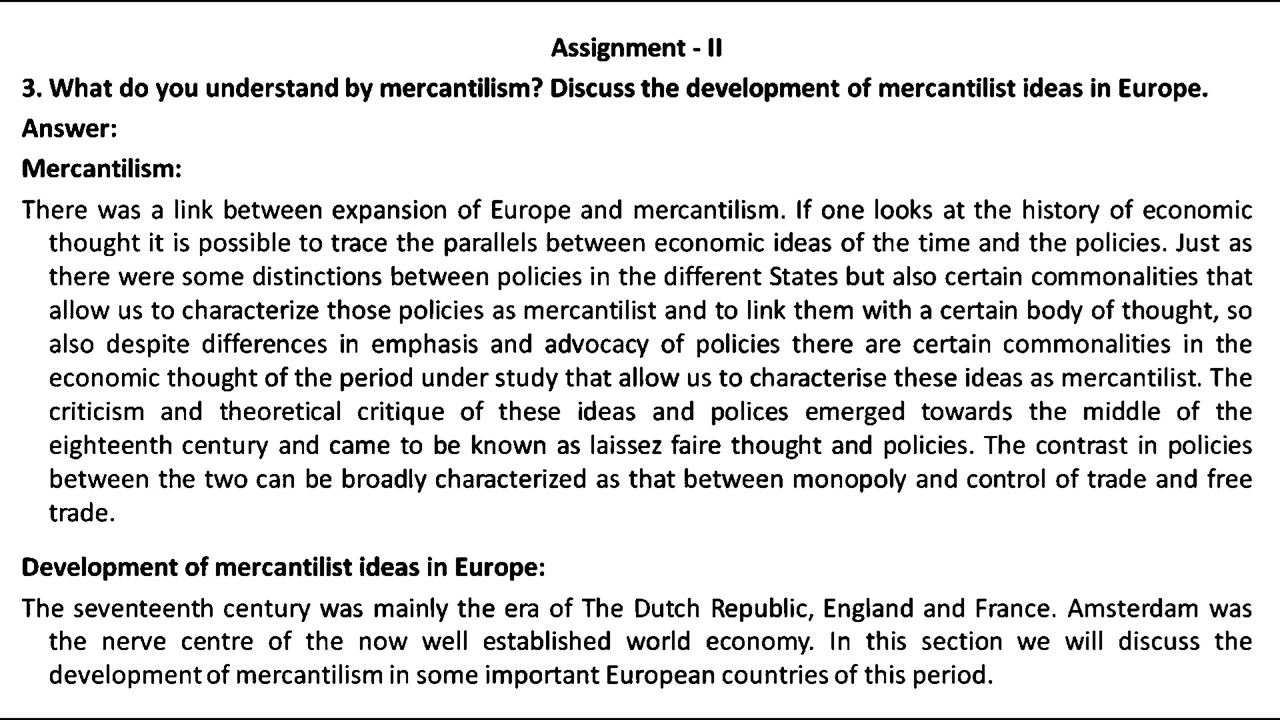 Assignment - II
3. What do you understand by mercantilism? Discuss the development of mercantilist ideas in Europe.
Answer:
Mercantilism:
There was a link between expansion of Europe and mercantilism. If one looks at the history of economic
thought it is possible to trace the parallels between economic ideas of the time and the policies. Just as
there were some distinctions between policies in the different States but also certain commonalities that
allow us to characterize those policies as mercantilist and to link them with a certain body of thought, so
also despite differences in emphasis and advocacy of policies there are certain commonalities in the
economic thought of the period under study that allow us to characterise these ideas as mercantilist. The
criticism and theoretical critique of these ideas and polices emerged towards the middle of the
eighteenth century and came to be known as laissez faire thought and policies. The contrast in policies
between the two can be broadly characterized as that between monopoly and control of trade and free
trade.
Development of mercantilist ideas in Europe:
The seventeenth century was mainly the era of The Dutch Republic, England and France. Amsterdam was
the nerve centre of the now well established world economy. In this section we will discuss the
development of mercantilism in some important European countries of this period.